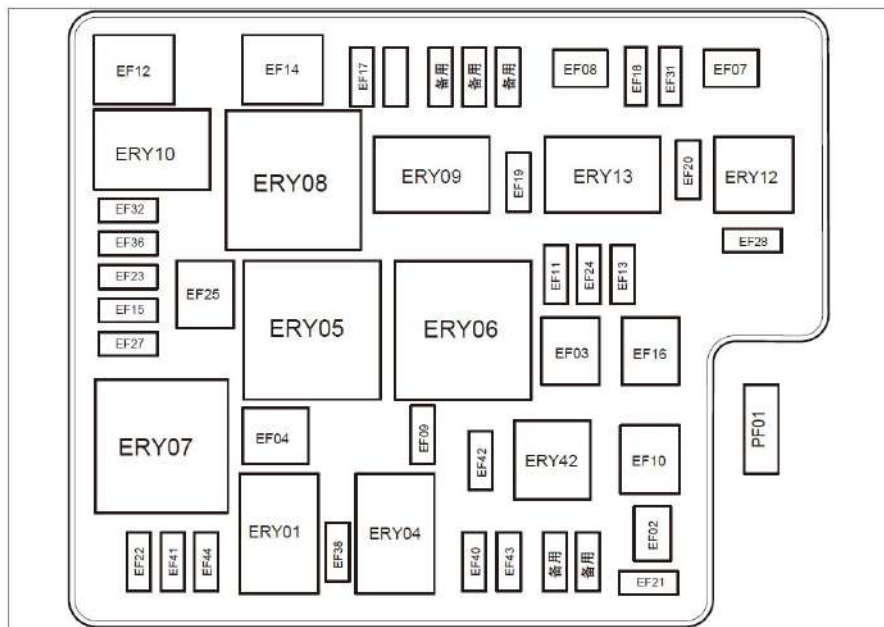 EF12
EF14
EF17
备用
备用
备用
EF08
EF18
EF31
EF07
ERY10
ERY08
ERY09
EF19
ERY13
EF20
ERY12
EF32
EF36
EF23
EF15
EF27
EF25
ERY05
ERY06
EF11
EF24
EF13
EF28
EF03
EF16
ERY07
EF04
EF09
EF42
ERY42
EF10
PF01
ERY01
EF38
ERY04
EF02
EF22
EF41
EF44
EF40
EF43
备用
备用
EF21